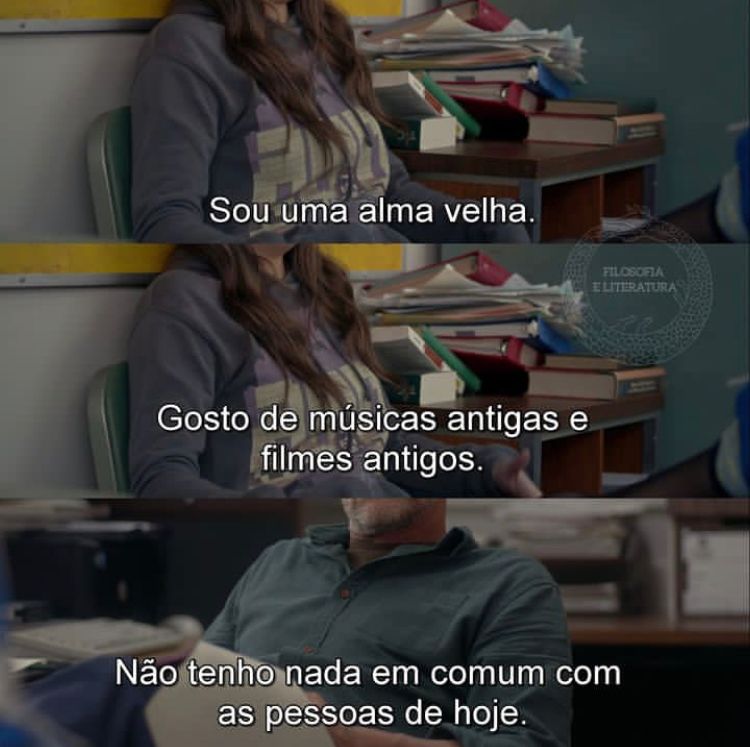 Sou uma alma velha.
FILOSOFIA
E LITERATURA
Gosto de músicas antigas e
filmes antigos.
Não tenho nada em comum com
as pessoas de hoje.